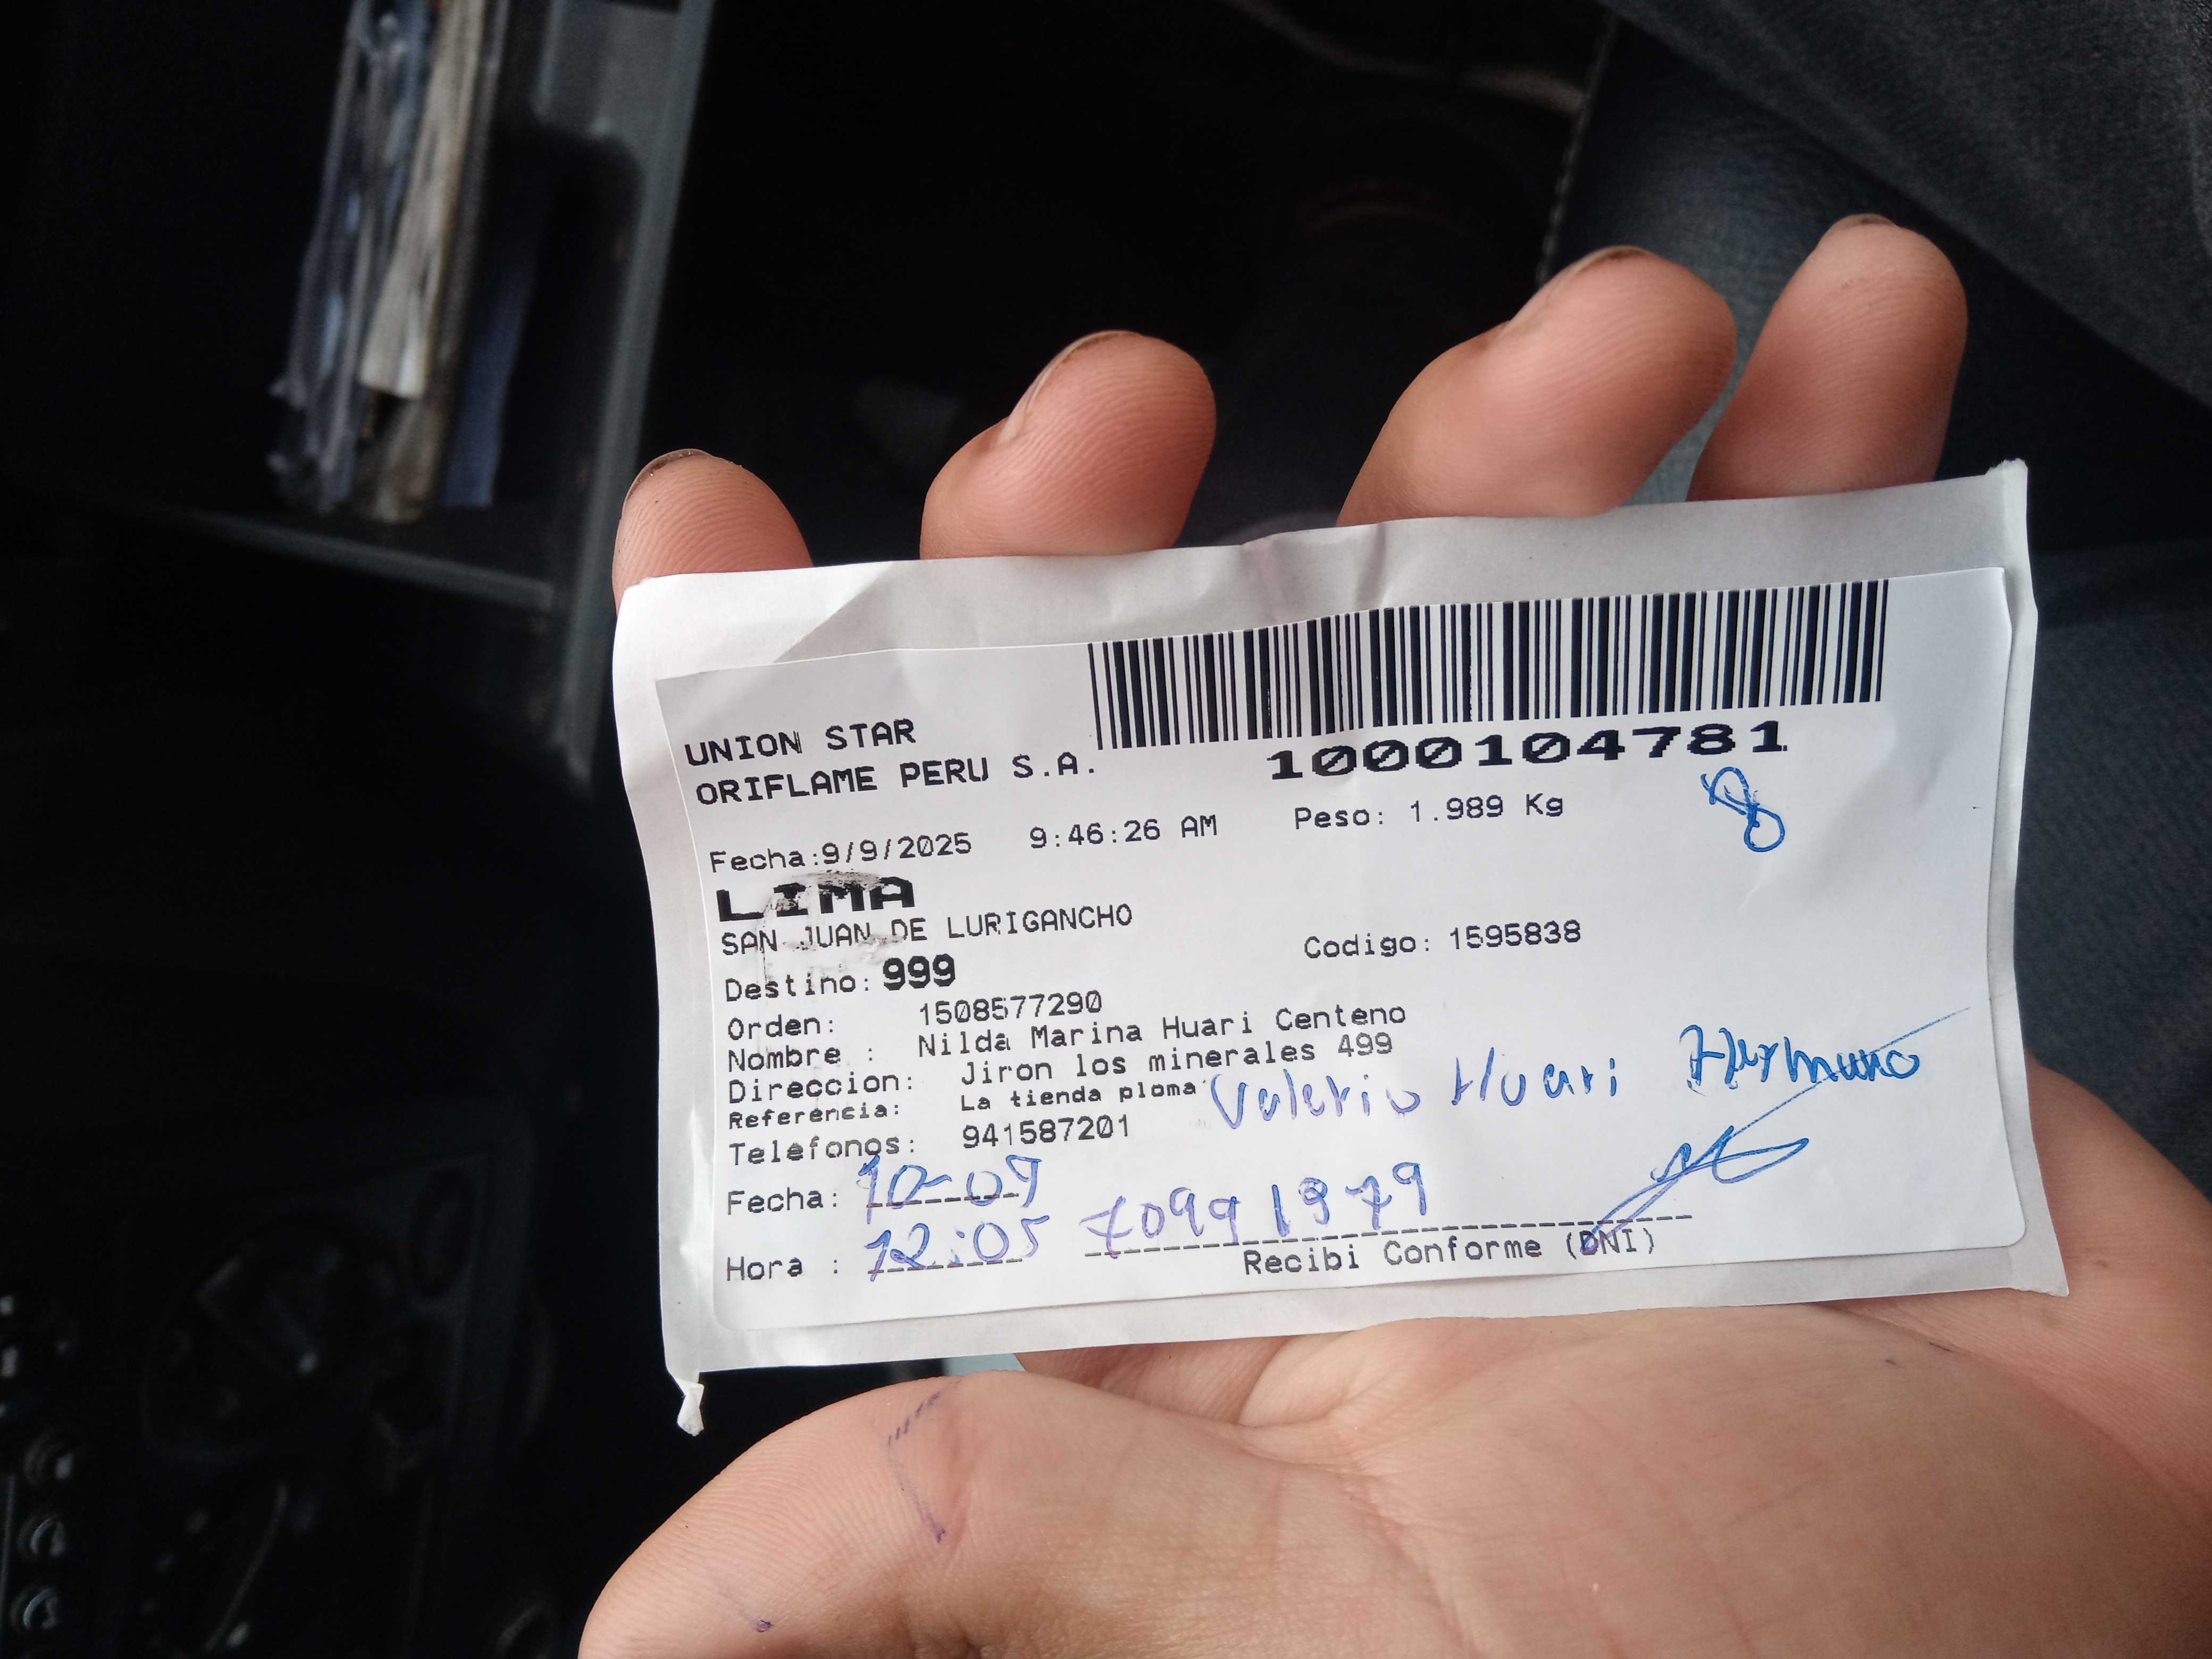 UNION STAR
ORIFLAME PERU S.A.
1000104781
8
Fecha:9/9/2025 9:46:26 AM Peso: 1.989 Kg
LIMA
SAN JUAN DE LURIGANCHO
Destino: 999 Codigo: 1595838
Orden: 1508577290
Nombre : Nilda Marina Huari Centeno
Direccion: Jiron los minerales 499
Referencia: La tienda ploma
Valerio Huari Hermano
Telefonos: 941587201
Fecha: 10-09
Hora : 12:05 70991979
Recibi Conforme (DNI)